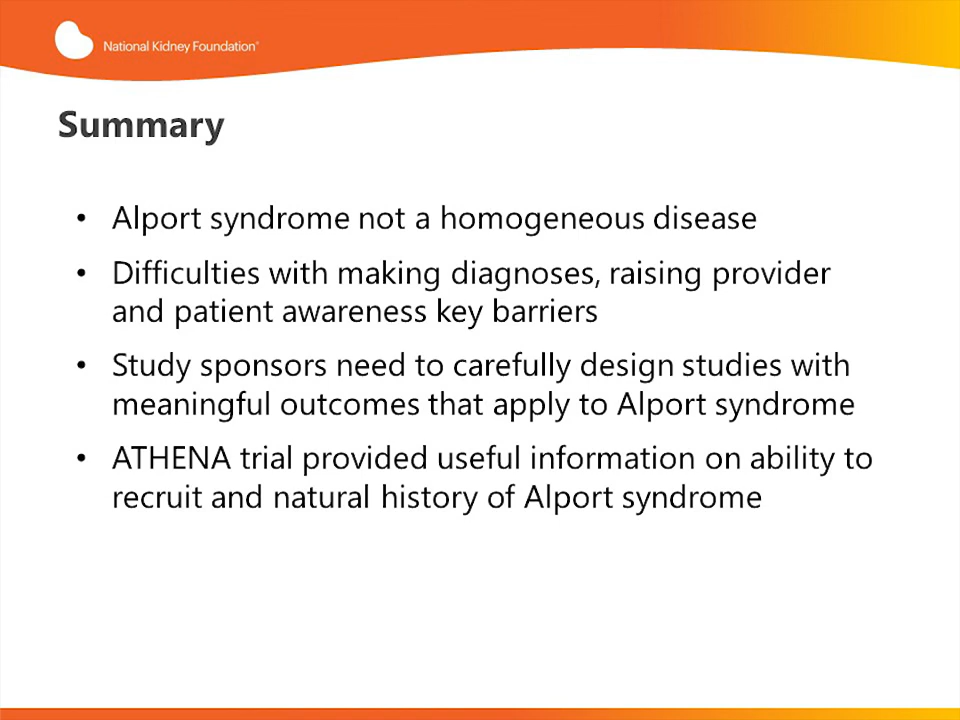 National Kidney Foundation®
Summary
• Alport syndrome not a homogeneous disease
• Difficulties with making diagnoses, raising provider
and patient awareness key barriers
• Study sponsors need to carefully design studies with
meaningful outcomes that apply to Alport syndrome
• ATHENA trial provided useful information on ability to
recruit and natural history of Alport syndrome